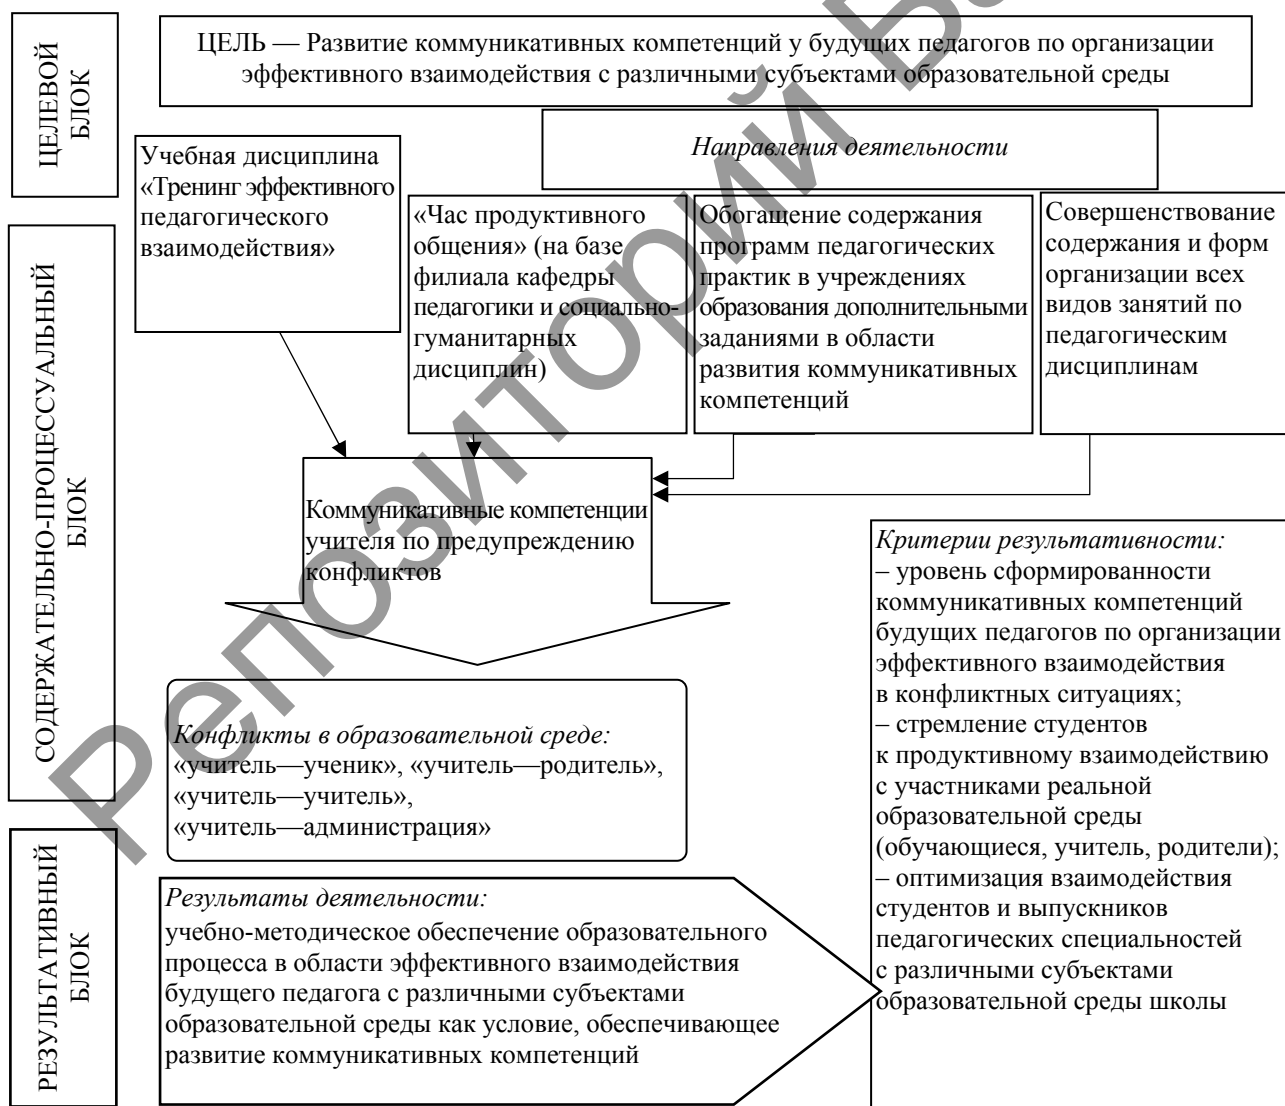 ЦЕЛЕВОЙ
БЛОК
ЦЕЛЬ — Развитие коммуникативных компетенций у будущих педагогов по организации
эффективного взаимодействия с различными субъектами образовательной среды
Направления деятельности
Учебная дисциплина
«Тренинг эффективного
педагогического
взаимодействия»
«Час продуктивного
общения» (на базе
филиала кафедры
педагогики и социально-
гуманитарных
дисциплин)
Обогащение содержания
программ педагогических
практик в учреждениях
образования дополнительными
заданиями в области
развития коммуникативных
компетенций
Совершенствование
содержания и форм
организации всех
видов занятий по
педагогическим
дисциплинам
СОДЕРЖАТЕЛЬНО-ПРОЦЕССУАЛЬНЫЙ
БЛОК
Коммуникативные компетенции
учителя по предупреждению
конфликтов
Конфликты в образовательной среде:
«учитель—ученик», «учитель—родитель»,
«учитель—учитель»,
«учитель—администрация»
РЕЗУЛЬТАТИВНЫЙ
БЛОК
Результаты деятельности:
учебно-методическое обеспечение образовательного
процесса в области эффективного взаимодействия
будущего педагога с различными субъектами
образовательной среды как условие, обеспечивающее
развитие коммуникативных компетенций
Критерии результативности:
– уровень сформированности
коммуникативных компетенций
будущих педагогов по организации
эффективного взаимодействия
в конфликтных ситуациях;
– стремление студентов
к продуктивному взаимодействию
с участниками реальной
образовательной среды
(обучающиеся, учитель, родители);
– оптимизация взаимодействия
студентов и выпускников
педагогических специальностей
с различными субъектами
образовательной среды школы
Репозиторий